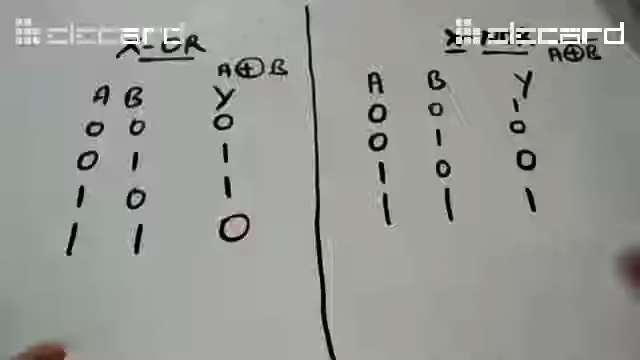 elecard
elecard
X-OR
A⊕B
A B Y
0 0 0
0 1 1
1 0 1
1 1 0
A⊕B
A B Y
0 0 1
0 1 0
1 0 0
1 1 1